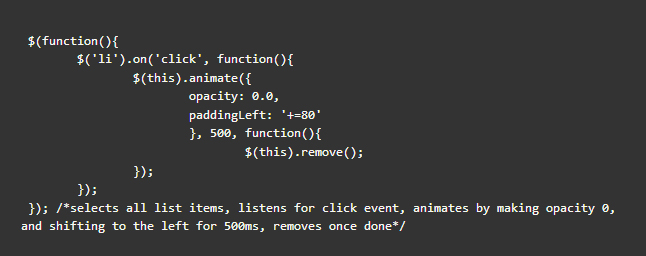 $(function(){
$('li').on('click', function(){
$(this).animate({
opacity: 0.0,
paddingLeft: '+=80'
}, 500, function(){
$(this).remove();
});
});
}); /*selects all list items, listens for click event, animates by making opacity 0,
and shifting to the left for 500ms, removes once done*/